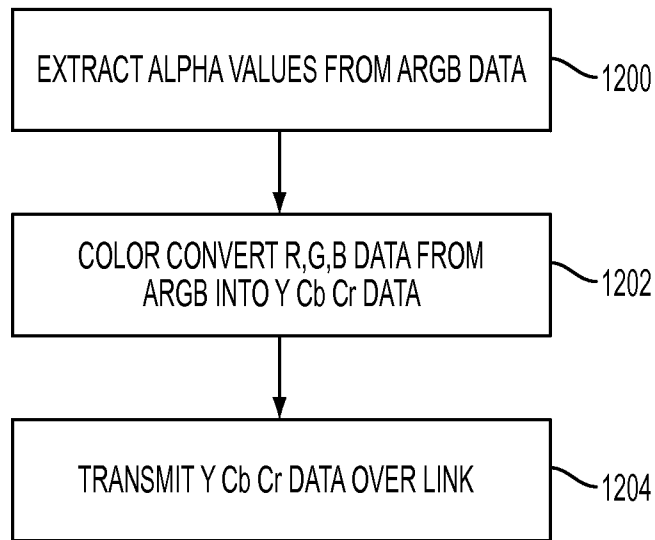 EXTRACT ALPHA VALUES FROM ARGB DATA
1200
COLOR CONVERT R,G,B DATA FROM
ARGB INTO Y Cb Cr DATA
1202
TRANSMIT Y Cb Cr DATA OVER LINK
1204